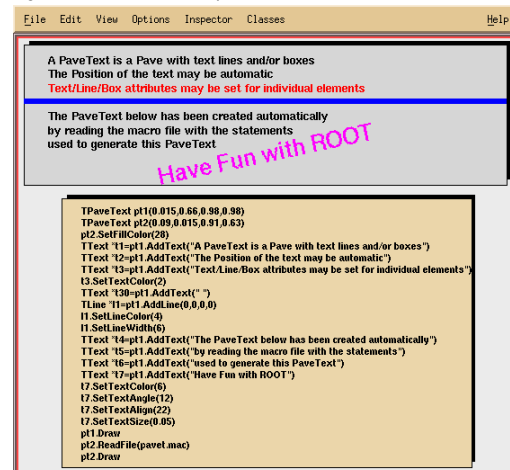 File Edit View Options Inspector Classes Help
A PaveText is a Pave with text lines and/or boxes
The Position of the text may be automatic
Text/Line/Box attributes may be set for individual elements
The PaveText below has been created automatically
by reading the macro file with the statements
used to generate this PaveText
Have Fun with ROOT
TPaveText pt1(0.015,0.66,0.98,0.98)
TPaveText pt2(0.09,0.015,0.91,0.63)
pt2.SetFillColor(28)
TText *t1=pt1.AddText("A PaveText is a Pave with text lines and/or boxes")
TText *t2=pt1.AddText("The Position of the text may be automatic")
TText *t3=pt1.AddText("Text/Line/Box attributes may be set for individual elements")
t3.SetTextColor(2)
TText *t30=pt1.AddText(" ")
TLine *l1=pt1.AddLine(0,0,0,0)
l1.SetLineColor(4)
l1.SetLineWidth(6)
TText *t4=pt1.AddText("The PaveText below has been created automatically")
TText *t5=pt1.AddText("by reading the macro file with the statements")
TText *t6=pt1.AddText("used to generate this PaveText")
TText *t7=pt1.AddText("Have Fun with ROOT")
t7.SetTextColor(6)
t7.SetTextAngle(12)
t7.SetTextAlign(22)
t7.SetTextSize(0.05)
pt1.Draw
pt2.ReadFile(pavet.mac)
pt2.Draw